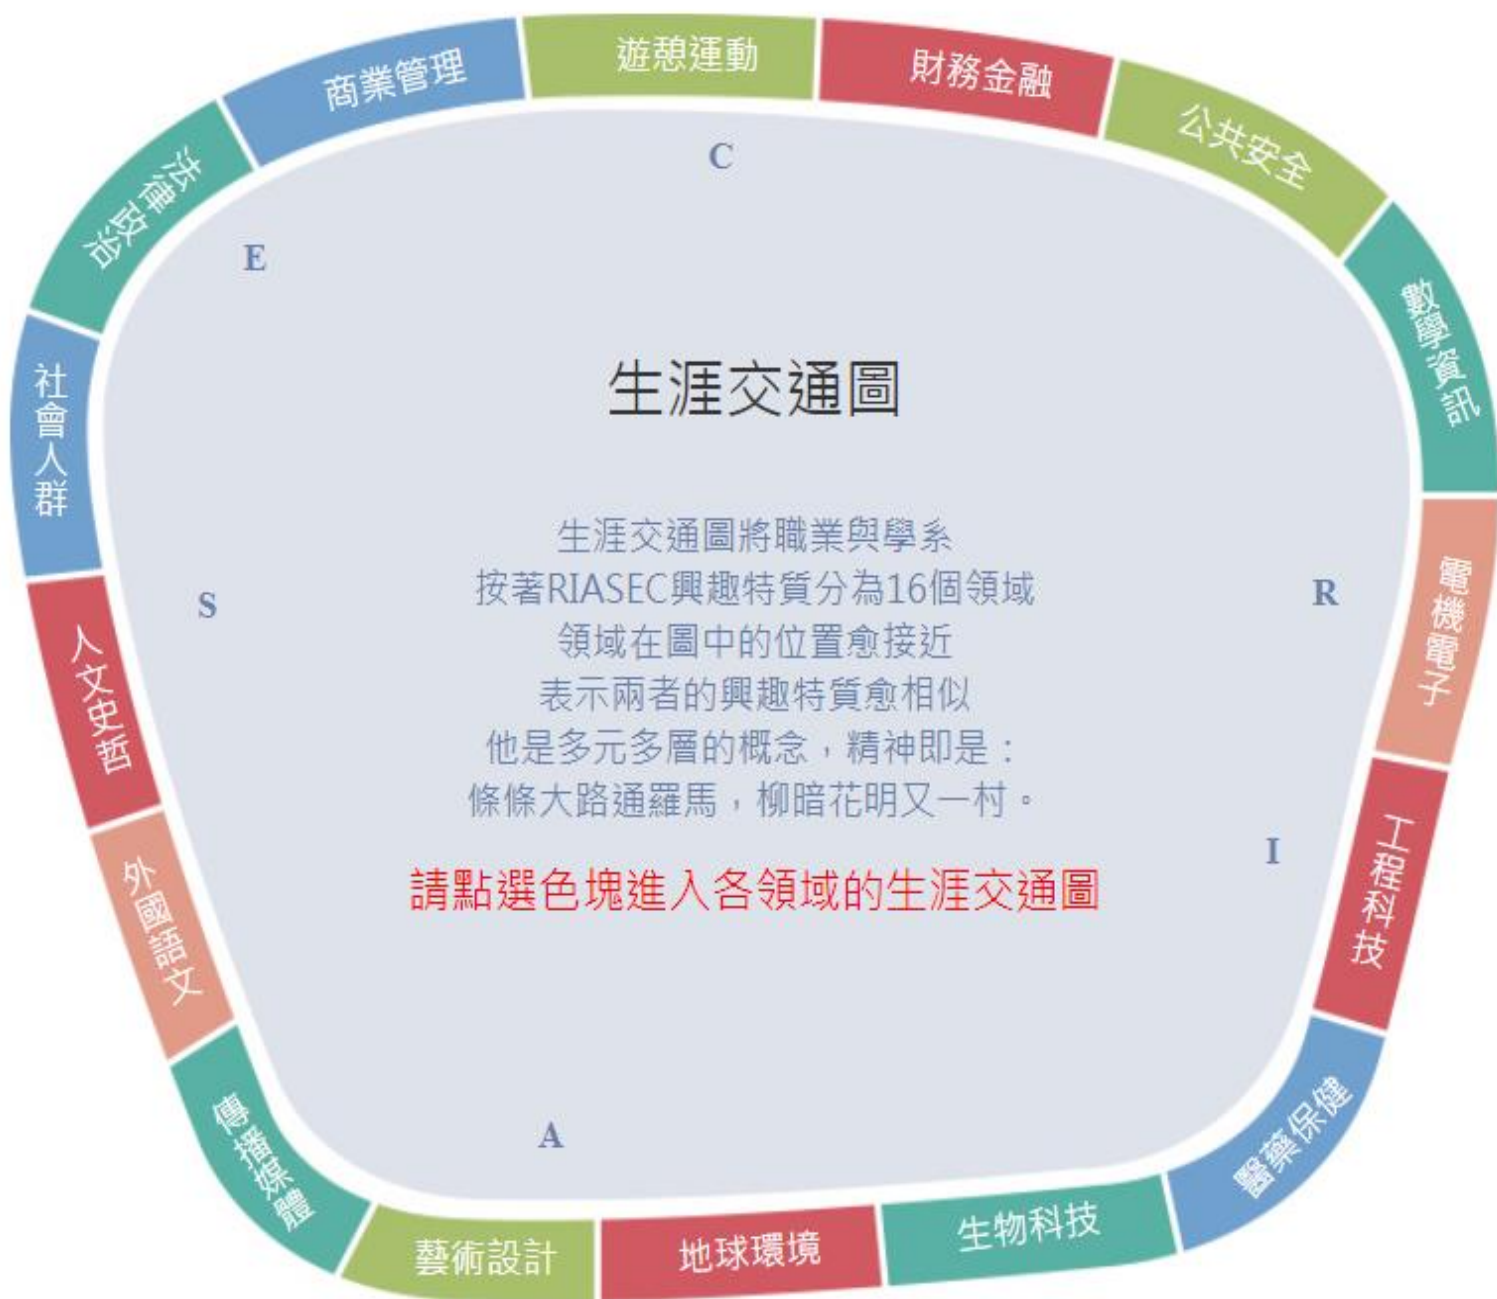 商業管理
遊憩運動
財務金融
公共安全
數學資訊
電機電子
工程科技
醫藥保健
生物科技
地球環境
藝術設計
傳播媒體
外國語文
人文史哲
社會人群
法律政治
C
E
S
A
I
R
生涯交通圖
生涯交通圖將職業與學系
按著RIASEC興趣特質分為16個領域
領域在圖中的位置愈接近
表示兩者的興趣特質愈相似
他是多元多層的概念，精神即是：
條條大路通羅馬，柳暗花明又一村。
請點選色塊進入各領域的生涯交通圖